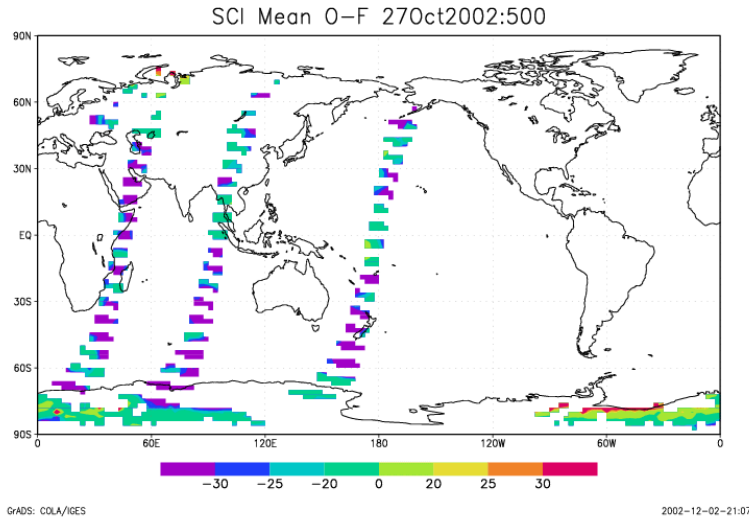 SCI Mean O-F 27Oct2002:500
90N
60N
30N
EQ
30S
60S
90S
0 60E 120E 180 120W 60W 0
-30 -25 -20 0 20 25 30
GrADS: COLA/IGES 2002-12-02-21:07